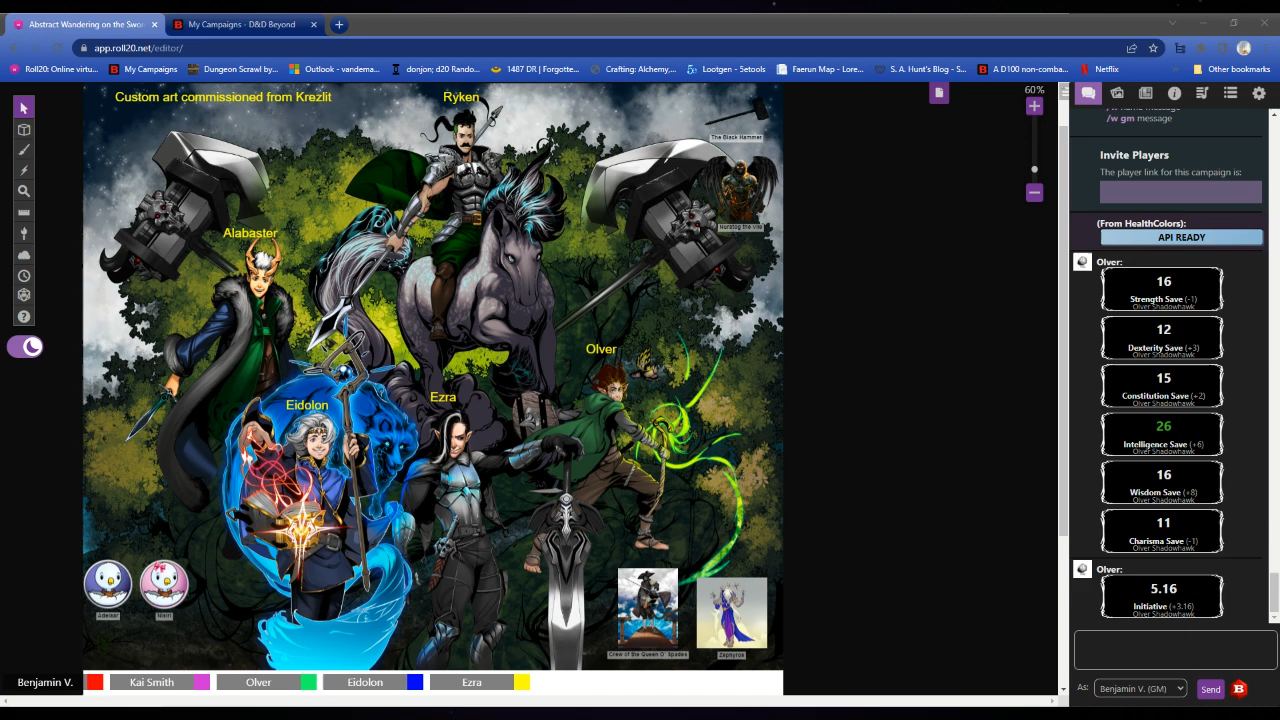 Abstract Wandering on the Swor
My Campaigns - D&D Beyond
app.roll20.net/editor/
Roll20: Online virtu...
My Campaigns
Dungeon Scrawl by...
Outlook - vandema...
donjon; d20 Rando...
1487 DR | Forgotte...
Crafting: Alchemy,...
Lootgen - 5etools
Faerun Map - Lore...
S. A. Hunt's Blog - S...
A D100 non-comba...
Netflix
Other bookmarks
Custom art commissioned from Krezlit
Ryken
The Black Hammer
Alabaster
Olver
Eidolon
Ezra
Crew of the Queen O' Spades
Zephyros
60%
/w gm message
Invite Players
The player link for this campaign is:
(From HealthColors):
API READY
Olver:
16
Strength Save (-1)
Olver Shadowhawk
12
Dexterity Save (+3)
Olver Shadowhawk
15
Constitution Save (+2)
Olver Shadowhawk
26
Intelligence Save (+6)
Olver Shadowhawk
16
Wisdom Save (+8)
Olver Shadowhawk
11
Charisma Save (-1)
Olver Shadowhawk
Olver:
5.16
Initiative (+3.16)
Olver Shadowhawk
As:
Benjamin V. (GM)
Send
Benjamin V.
Kai Smith
Olver
Eidolon
Ezra